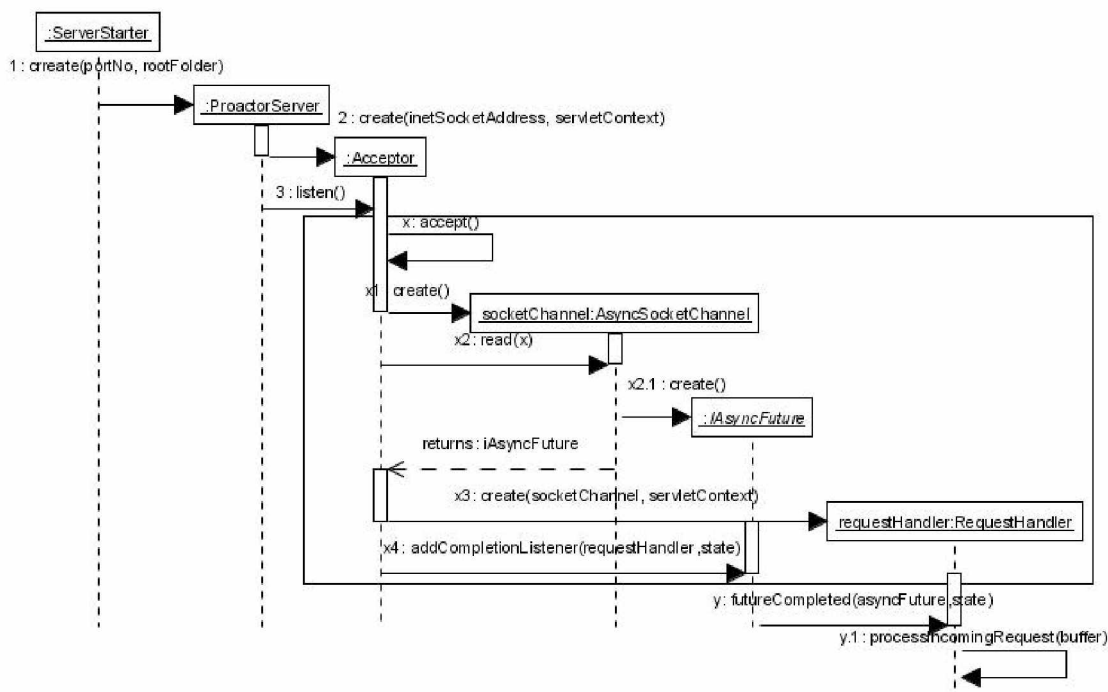 :ServerStarter
1 : crreate(portNo, rootFolder)
:ProactorServer
2 : create(inetSocketAddress, servletContext)
:Acceptor
3 : listen()
x : accept()
x1 create()
socketChannel:AsyncSocketChannel
x2: read(x)
x2.1 : create()
:IAsyncFuture
returns : iAsyncFuture
x3: create(socketChannel, servletContext)
requestHandler:RequestHandler
x4 : addCompletionListener(requestHandler,state)
y: futureCompleted(asyncFuture,state)
y.1 : processIncomingRequest(buffer)